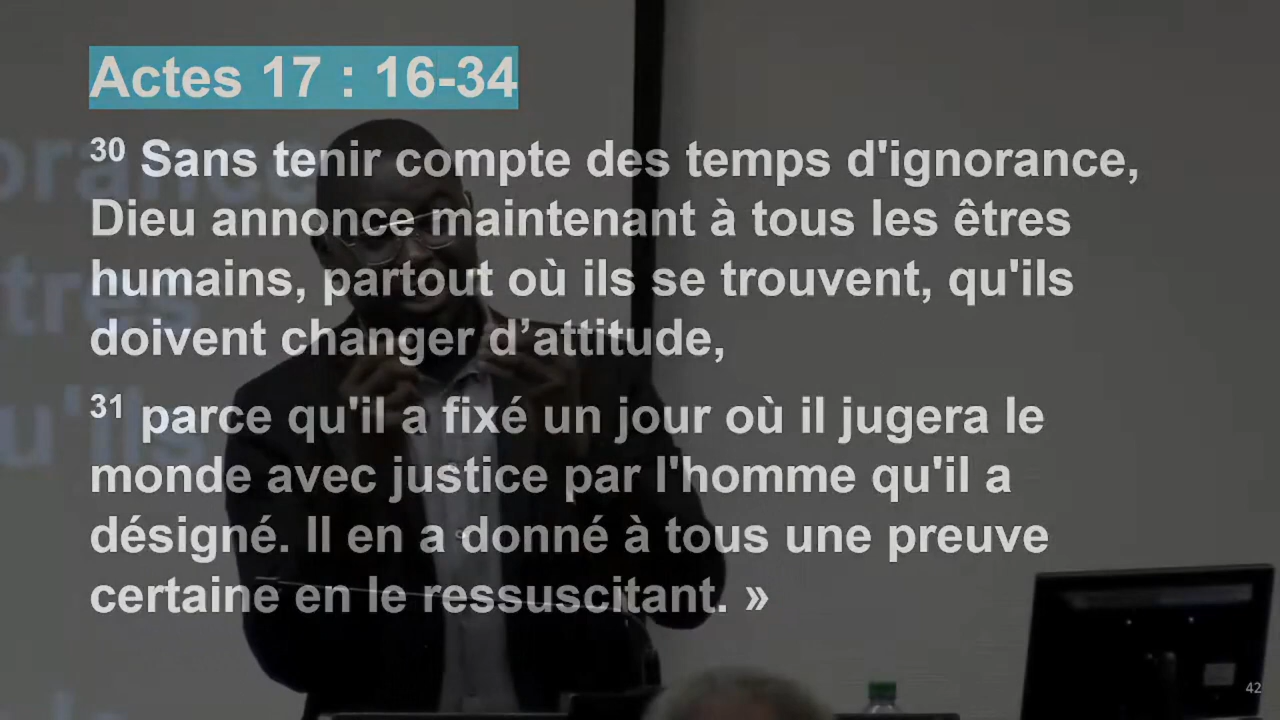 Actes 17 : 16-34
30 Sans tenir compte des temps d'ignorance,
Dieu annonce maintenant à tous les êtres
humains, partout où ils se trouvent, qu'ils
doivent changer d’attitude,
31 parce qu'il a fixé un jour où il jugera le
monde avec justice par l'homme qu'il a
désigné. Il en a donné à tous une preuve
certaine en le ressuscitant. »
42